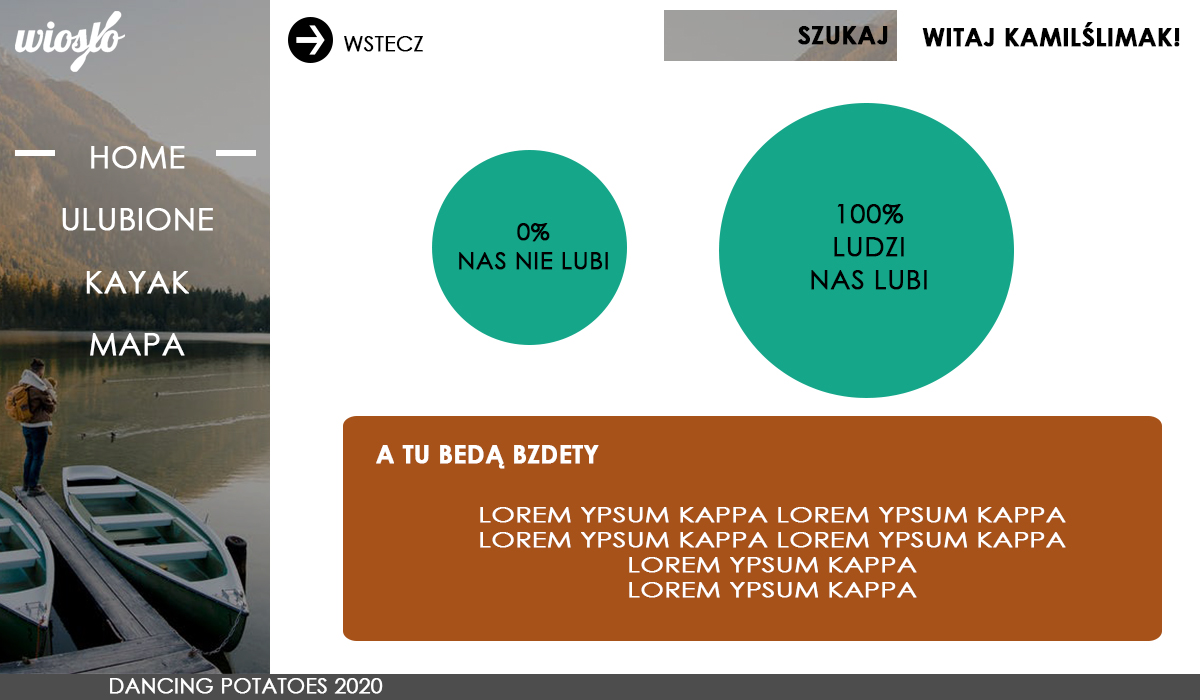 wiosło
WSTECZ
SZUKAJ
WITAJ KAMILŚLIMAK!
HOME
ULUBIONE
KAYAK
MAPA
0%
NAS NIE LUBI
100%
LUDZI
NAS LUBI
A TU BEDĄ BZDETY
LOREM YPSUM KAPPA LOREM YPSUM KAPPA
LOREM YPSUM KAPPA LOREM YPSUM KAPPA
LOREM YPSUM KAPPA
LOREM YPSUM KAPPA
DANCING POTATOES 2020